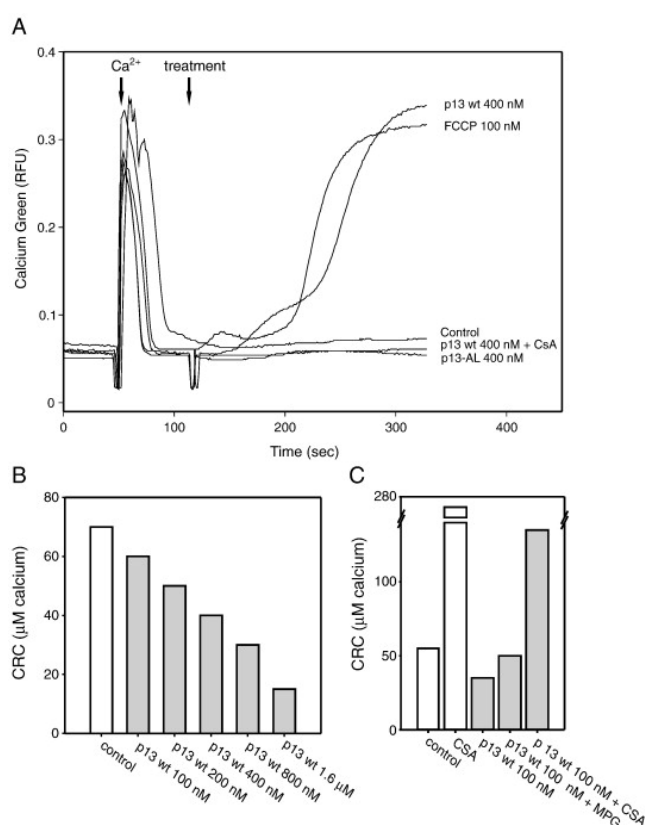 A
Ca2+ treatment
0.4
0.3
0.2
0.1
0
Calcium Green (RFU)
p13 wt 400 nM
FCCP 100 nM
Control
p13 wt 400 nM + CsA
p13-AL 400 nM
0 100 200 300 400
Time (sec)
B
80
60
40
20
0
CRC (μM calcium)
control
p13 wt 100 nM
p13 wt 200 nM
p13 wt 400 nM
p13 wt 800 nM
p13 wt 1.6 μM
C
280
100
50
0
CRC (μM calcium)
control
CSA
p13 wt 100 nM
p13 wt 100 nM + MPG
p 13 wt 100 nM + CSA